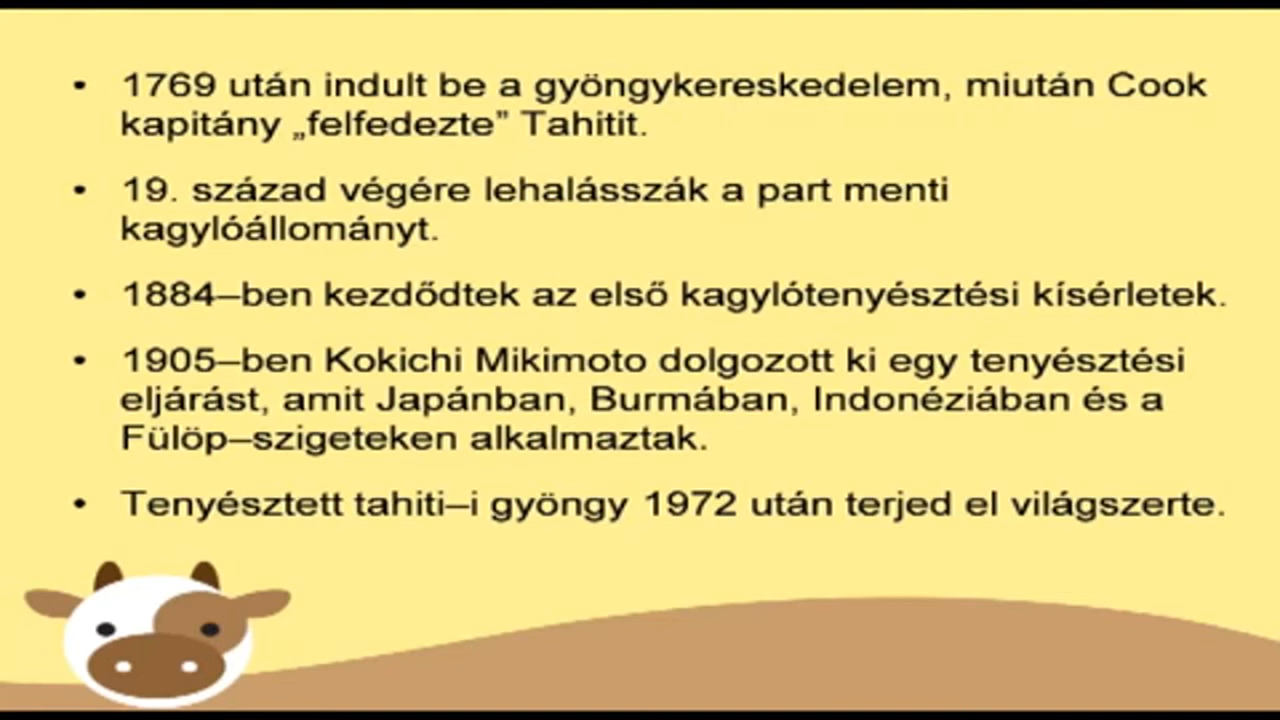 • 1769 után indult be a gyöngykereskedelem, miután Cook
kapitány „felfedezte” Tahitit.
• 19. század végére lehalásszák a part menti
kagylóállományt.
• 1884–ben kezdődtek az első kagylótenyésztési kísérletek.
• 1905–ben Kokichi Mikimoto dolgozott ki egy tenyésztési
eljárást, amit Japánban, Burmában, Indonéziában és a
Fülöp–szigeteken alkalmaztak.
• Tenyésztett tahiti–i gyöngy 1972 után terjed el világszerte.